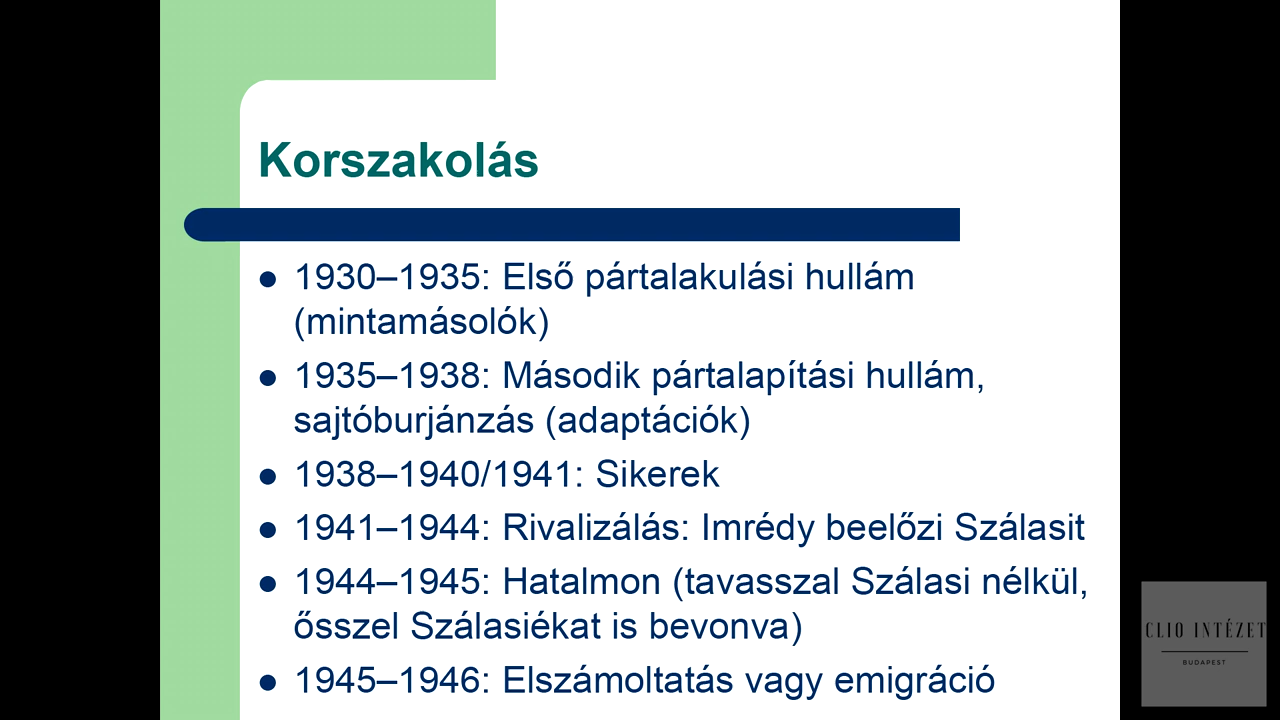 Korszakolás
1930–1935: Első pártalakulási hullám
(mintamásolók)
1935–1938: Második pártalapítási hullám,
sajtóburjánzás (adaptációk)
1938–1940/1941: Sikerek
1941–1944: Rivalizálás: Imrédy beelőzi Szálasit
1944–1945: Hatalmon (tavasszal Szálasi nélkül,
ősszel Szálasiékat is bevonva)
1945–1946: Elszámoltatás vagy emigráció
CLIO INTÉZET
BUDAPEST